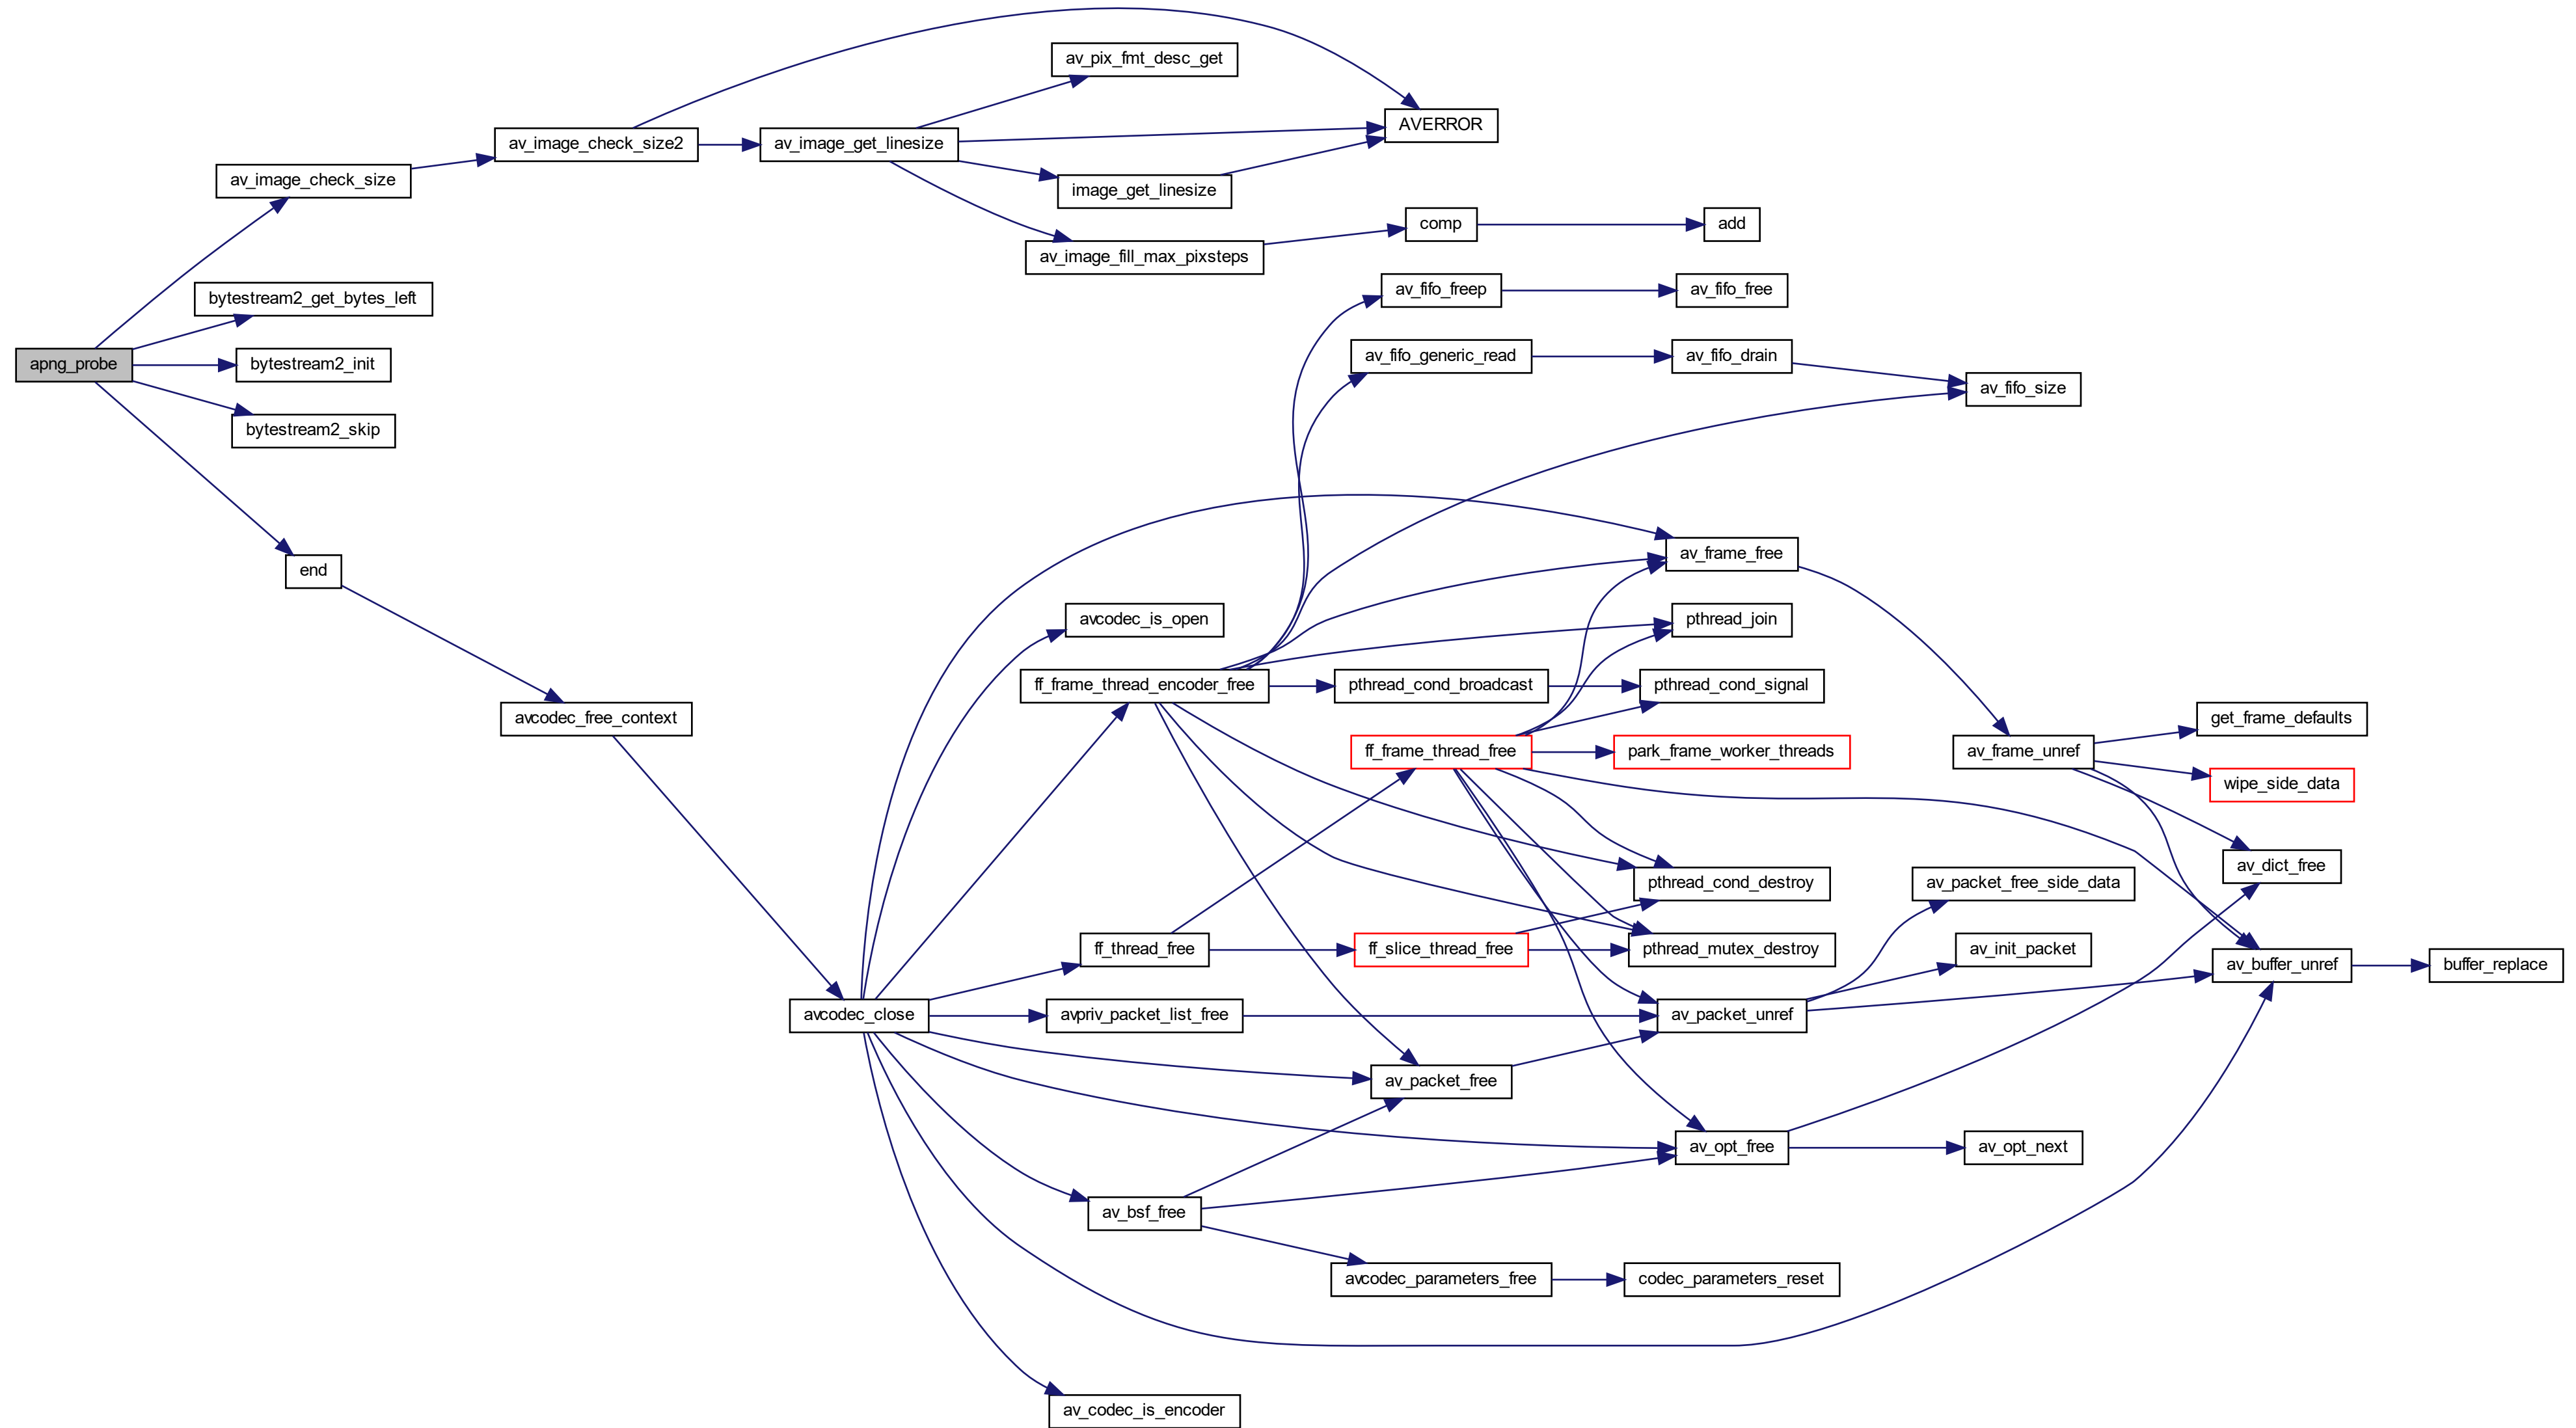 av_pix_fmt_desc_get
AVERROR
av_image_check_size2
av_image_get_linesize
av_image_check_size
image_get_linesize
comp
add
av_image_fill_max_pixsteps
bytestream2_get_bytes_left
av_fifo_freep
av_fifo_free
apng_probe
bytestream2_init
av_fifo_generic_read
av_fifo_drain
av_fifo_size
bytestream2_skip
av_frame_free
end
avcodec_is_open
pthread_join
ff_frame_thread_encoder_free
pthread_cond_broadcast
pthread_cond_signal
avcodec_free_context
get_frame_defaults
ff_frame_thread_free
park_frame_worker_threads
av_frame_unref
wipe_side_data
av_dict_free
pthread_cond_destroy
av_packet_free_side_data
ff_thread_free
ff_slice_thread_free
pthread_mutex_destroy
av_init_packet
av_buffer_unref
buffer_replace
avcodec_close
avpriv_packet_list_free
av_packet_unref
av_packet_free
av_opt_free
av_opt_next
av_bsf_free
avcodec_parameters_free
codec_parameters_reset
av_codec_is_encoder